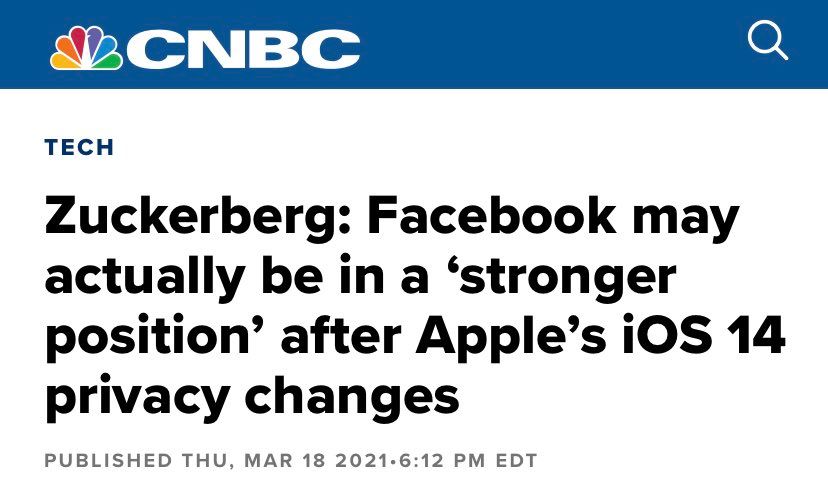 CNBC
TECH
Zuckerberg: Facebook may
actually be in a ‘stronger
position’ after Apple’s iOS 14
privacy changes
PUBLISHED THU, MAR 18 2021•6:12 PM EDT